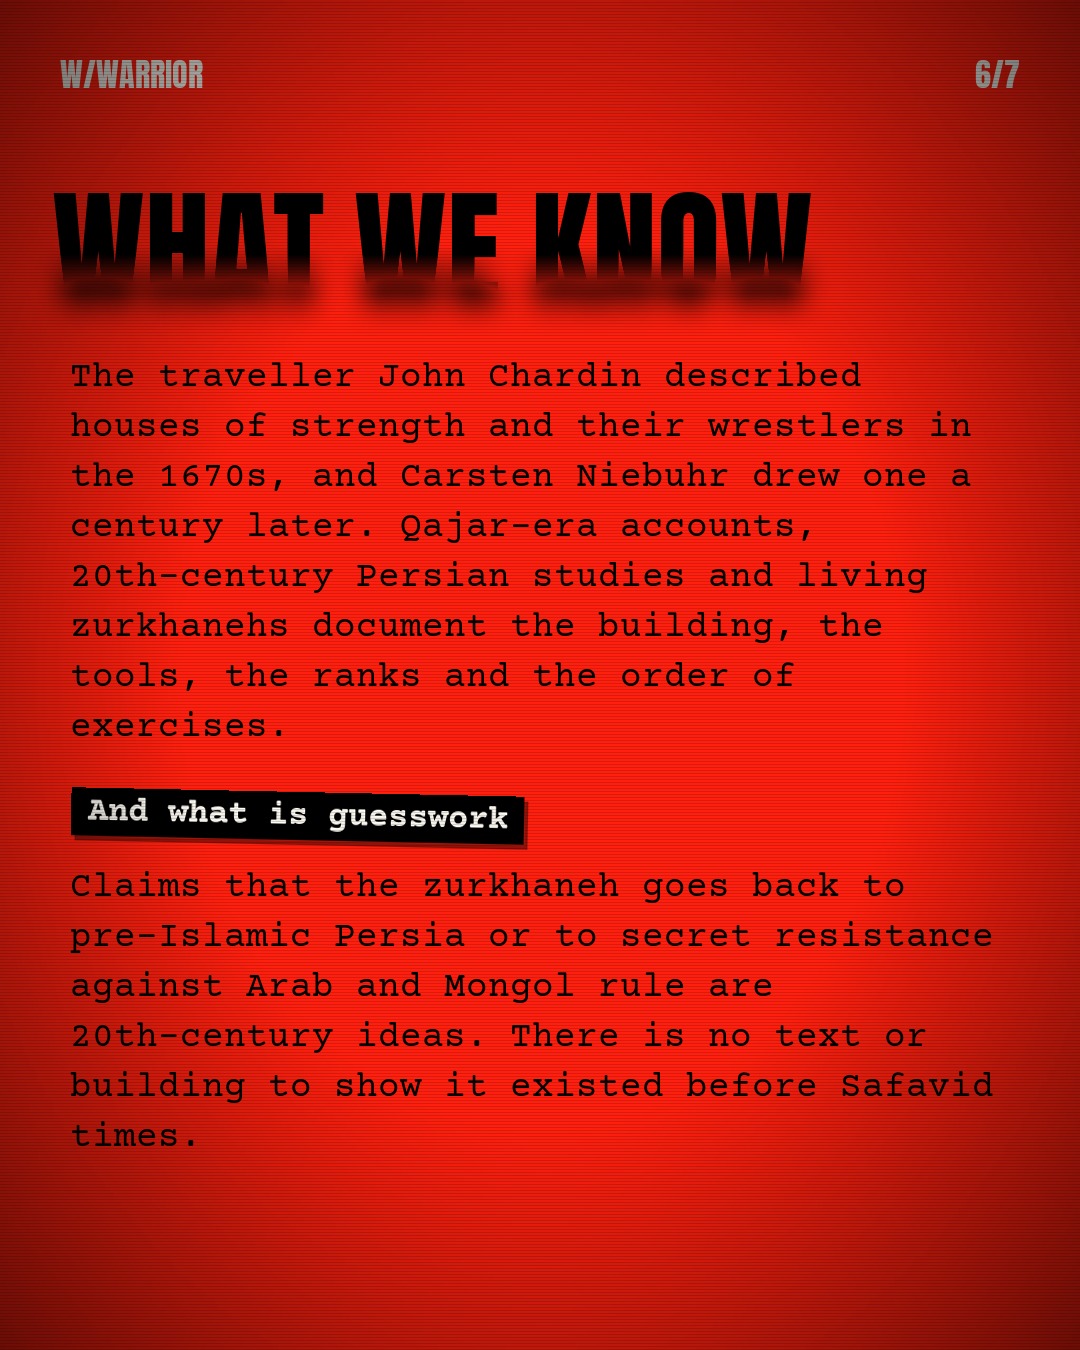 W/WARRIOR
6/7
WHAT WE KNOW
The traveller John Chardin described
houses of strength and their wrestlers in
the 1670s, and Carsten Niebuhr drew one a
century later. Qajar-era accounts,
20th-century Persian studies and living
zurkhanehs document the building, the
tools, the ranks and the order of
exercises.
And what is guesswork
Claims that the zurkhaneh goes back to
pre-Islamic Persia or to secret resistance
against Arab and Mongol rule are
20th-century ideas. There is no text or
building to show it existed before Safavid
times.